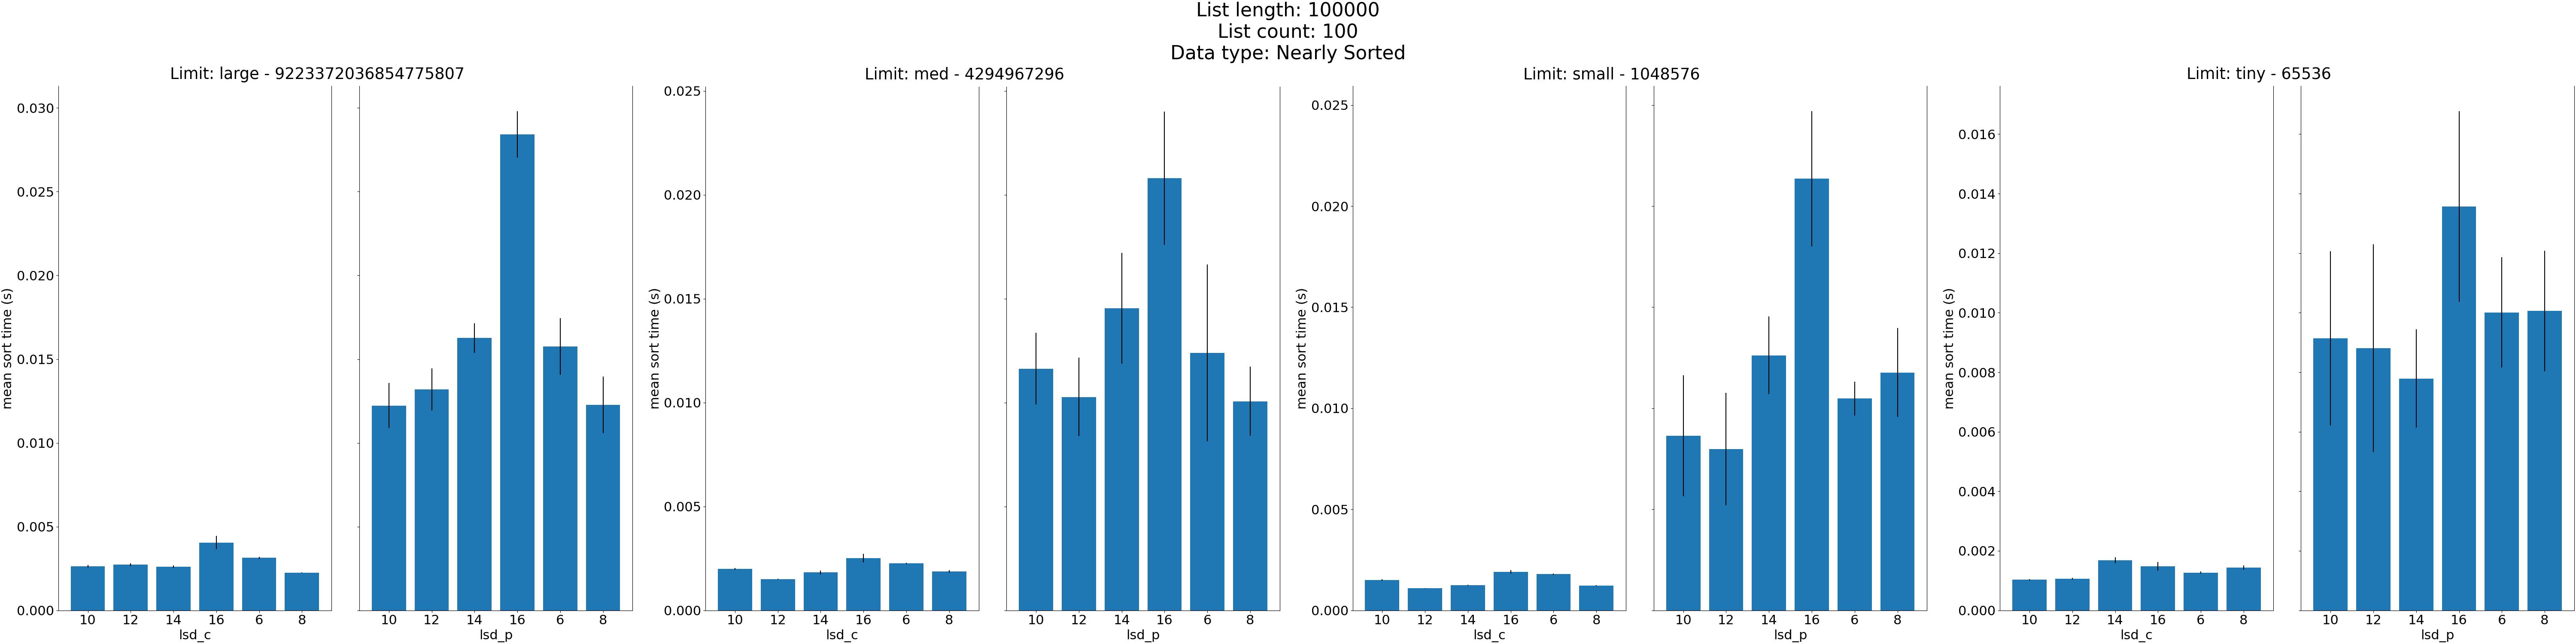 List length: 100000
List count: 100
Data type: Nearly Sorted
Limit: large - 9223372036854775807
Limit: med - 4294967296
Limit: small - 1048576
Limit: tiny - 65536
mean sort time (s)
0.030
0.025
0.020
0.015
0.010
0.005
0.000
10 12 14 16 6 8
lsd_c
10 12 14 16 6 8
lsd_p
mean sort time (s)
0.025
0.020
0.015
0.010
0.005
0.000
10 12 14 16 6 8
lsd_c
10 12 14 16 6 8
lsd_p
mean sort time (s)
0.025
0.020
0.015
0.010
0.005
0.000
10 12 14 16 6 8
lsd_c
10 12 14 16 6 8
lsd_p
mean sort time (s)
0.016
0.014
0.012
0.010
0.008
0.006
0.004
0.002
0.000
10 12 14 16 6 8
lsd_c
10 12 14 16 6 8
lsd_p